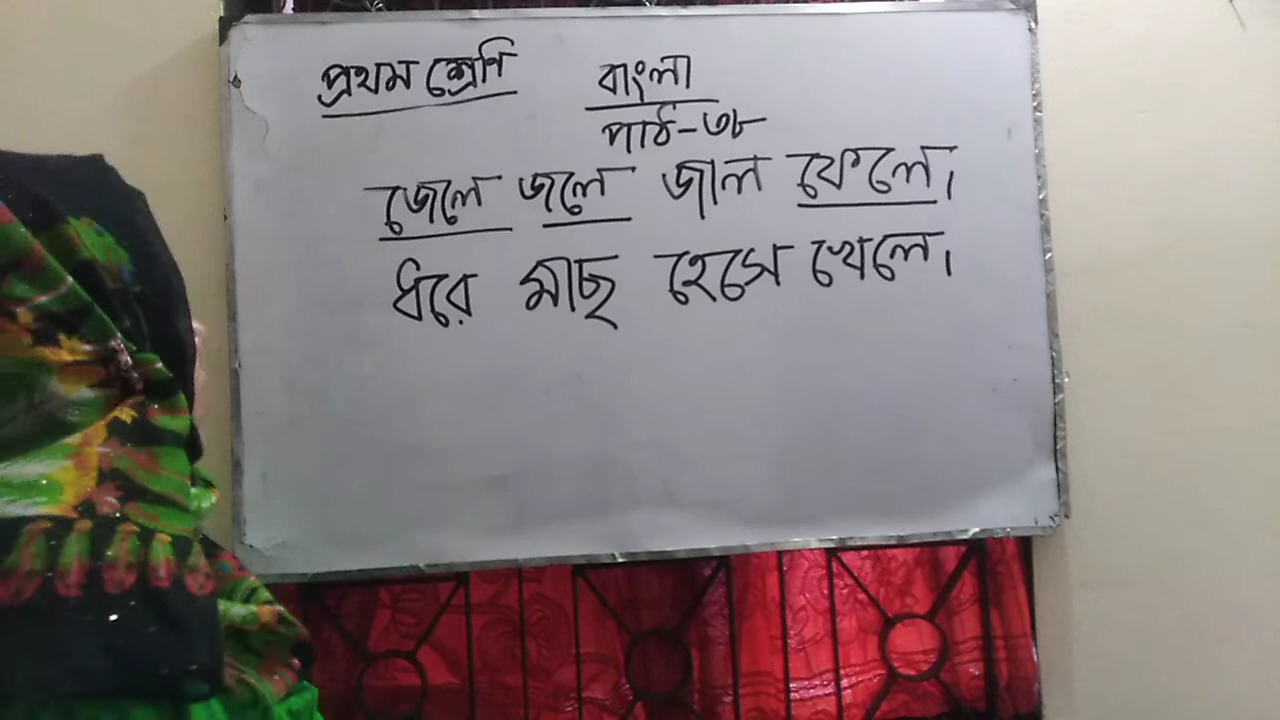 প্রথম শ্রেণি
বাংলা
পাঠ-৩৮
জেলে জলে জাল ফেলে।
ধরে মাছ হেসে খেলে।